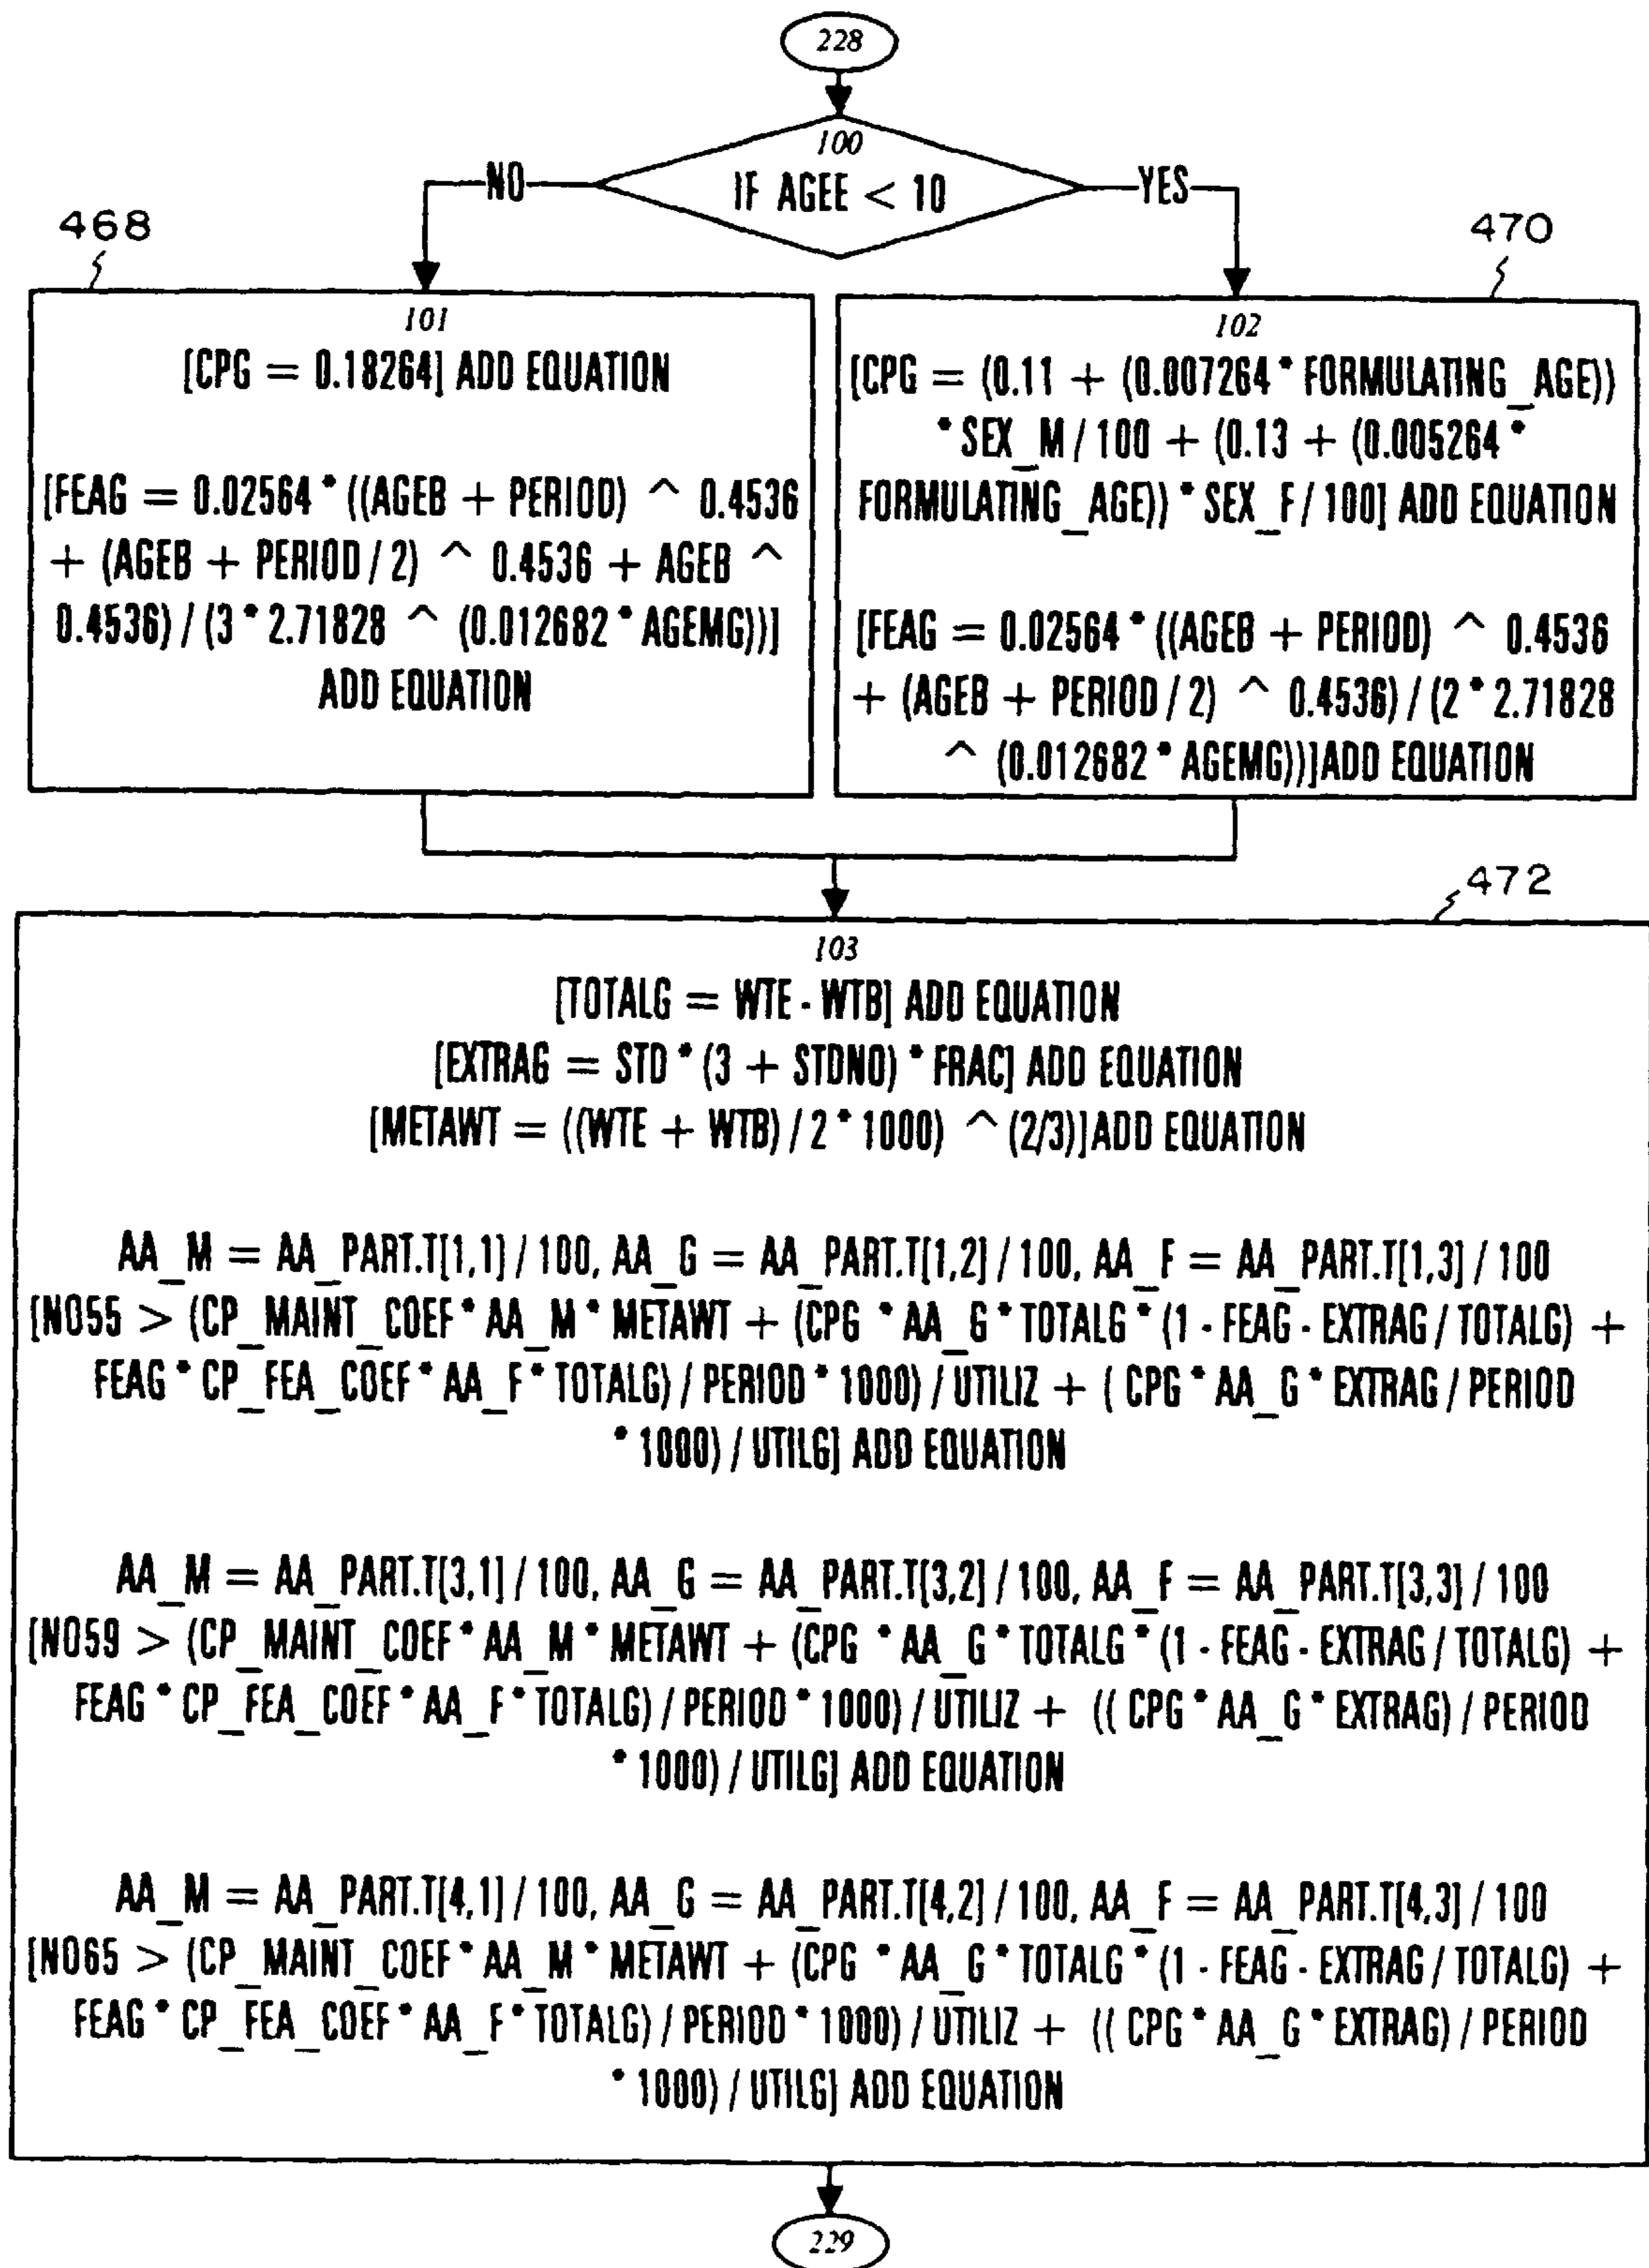 228
100
IF AGEE < 10
NO
YES
468
470
101
[CPG = 0.18264] ADD EQUATION
[FEAG = 0.02564 * ((AGEB + PERIOD) ^ 0.4536
+ (AGEB + PERIOD / 2) ^ 0.4536 + AGEB ^
0.4536) / (3 * 2.71828 ^ (0.012682 * AGEMG))]
ADD EQUATION
102
[CPG = (0.11 + (0.007264 * FORMULATING_AGE))
* SEX_M / 100 + (0.13 + (0.005264 *
FORMULATING_AGE)) * SEX_F / 100] ADD EQUATION
[FEAG = 0.02564 * ((AGEB + PERIOD) ^ 0.4536
+ (AGEB + PERIOD / 2) ^ 0.4536) / (2 * 2.71828
^ (0.012682 * AGEMG))]ADD EQUATION
472
103
[TOTALG = WTE - WTB] ADD EQUATION
[EXTRAG = STD * (3 + STDNO) * FRAC] ADD EQUATION
[METAWT = ((WTE + WTB) / 2 * 1000) ^ (2/3)]ADD EQUATION
AA_M = AA_PART.T[1,1] / 100, AA_G = AA_PART.T[1,2] / 100, AA_F = AA_PART.T[1,3] / 100
[NO55 > (CP_MAINT_COEF * AA_M * METAWT + (CPG * AA_G * TOTALG * (1 - FEAG - EXTRAG / TOTALG) +
FEAG * CP_FEA_COEF * AA_F * TOTALG) / PERIOD * 1000) / UTILIZ + ( CPG * AA_G * EXTRAG / PERIOD
* 1000) / UTILG] ADD EQUATION
AA_M = AA_PART.T[3,1] / 100, AA_G = AA_PART.T[3,2] / 100, AA_F = AA_PART.T[3,3] / 100
[NO59 > (CP_MAINT_COEF * AA_M * METAWT + (CPG * AA_G * TOTALG * (1 - FEAG - EXTRAG / TOTALG) +
FEAG * CP_FEA_COEF * AA_F * TOTALG) / PERIOD * 1000) / UTILIZ + (( CPG * AA_G * EXTRAG) / PERIOD
* 1000) / UTILG] ADD EQUATION
AA_M = AA_PART.T[4,1] / 100, AA_G = AA_PART.T[4,2] / 100, AA_F = AA_PART.T[4,3] / 100
[NO65 > (CP_MAINT_COEF * AA_M * METAWT + (CPG * AA_G * TOTALG * (1 - FEAG - EXTRAG / TOTALG) +
FEAG * CP_FEA_COEF * AA_F * TOTALG) / PERIOD * 1000) / UTILIZ + (( CPG * AA_G * EXTRAG) / PERIOD
* 1000) / UTILG] ADD EQUATION
229